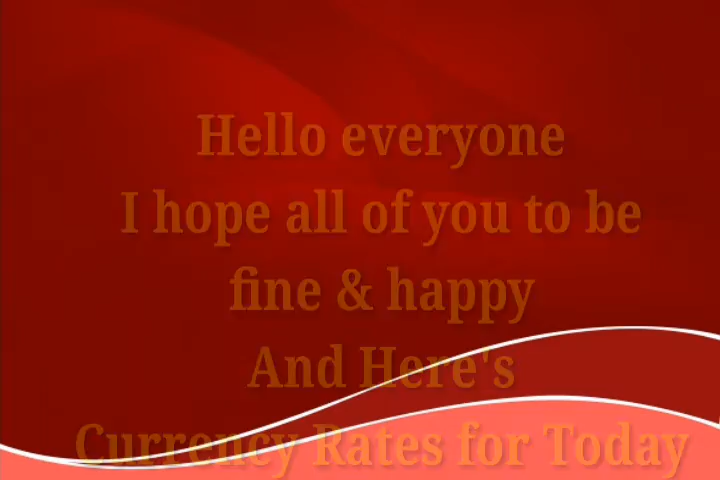 Hello everyone
I hope all of you to be
fine & happy
And Here's
Currency Rates for Today